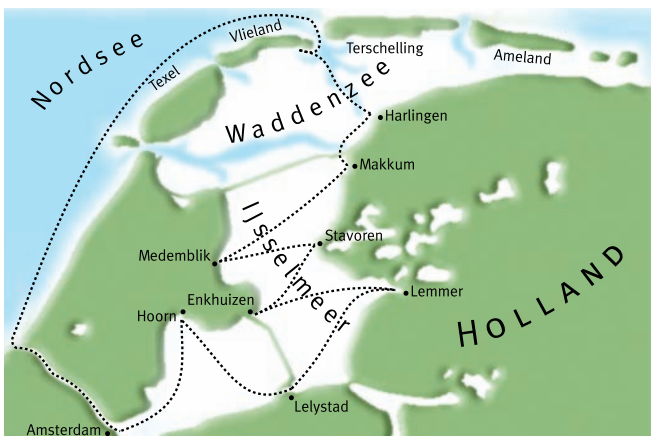 Nordsee
Vlieland
Texel
Terschelling
Ameland
Waddenzee
Harlingen
Makkum
IJsselmeer
Stavoren
Medemblik
Lemmer
Enkhuizen
Hoorn
HOLLAND
Lelystad
Amsterdam